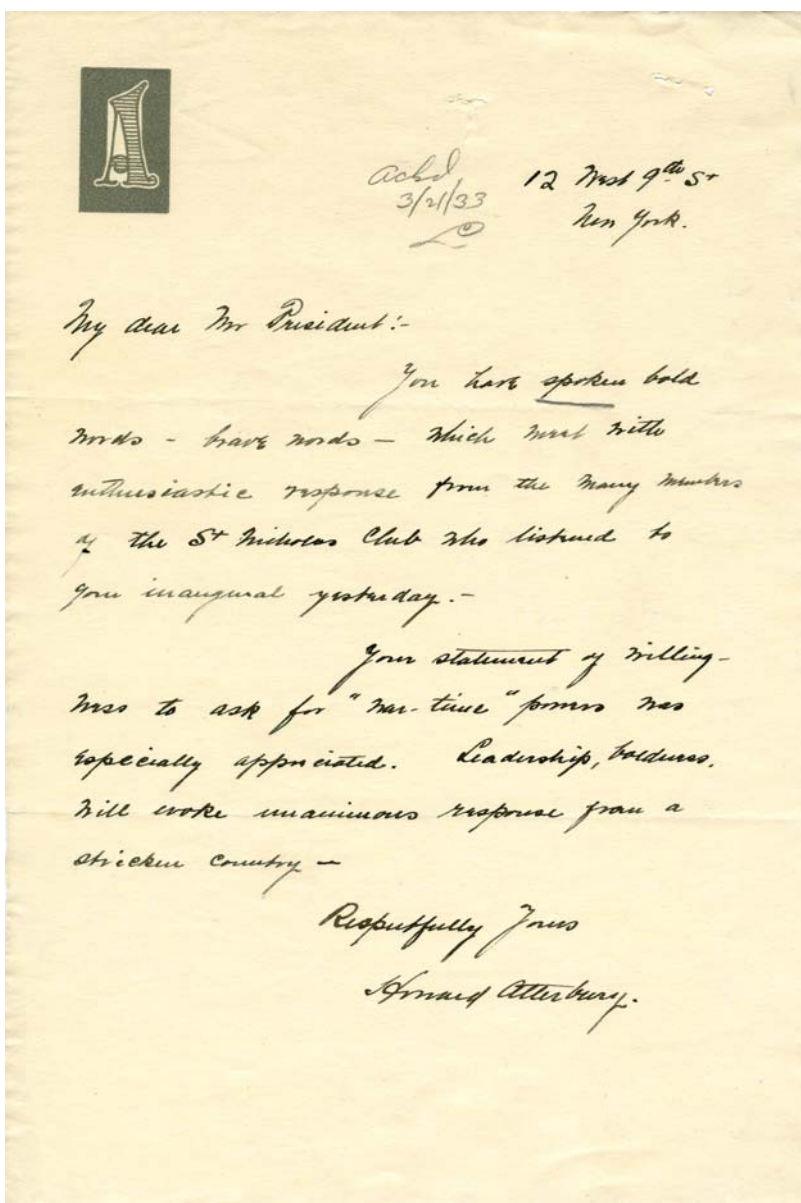 A
Ackd
3/21/33
12 West 9th St
New York.
My dear Mr President:-
You have spoken bold
words - brave words - which meet with
enthusiastic response from the many members
of the St Nicholas Club who listened to
your inaugural yesterday.-
Your statement of willing-
ness to ask for "war-time" powers was
especially appreciated. Leadership, boldness,
will evoke unanimous response from a
stricken country -
Respectfully Yours
Howard Atterbury.